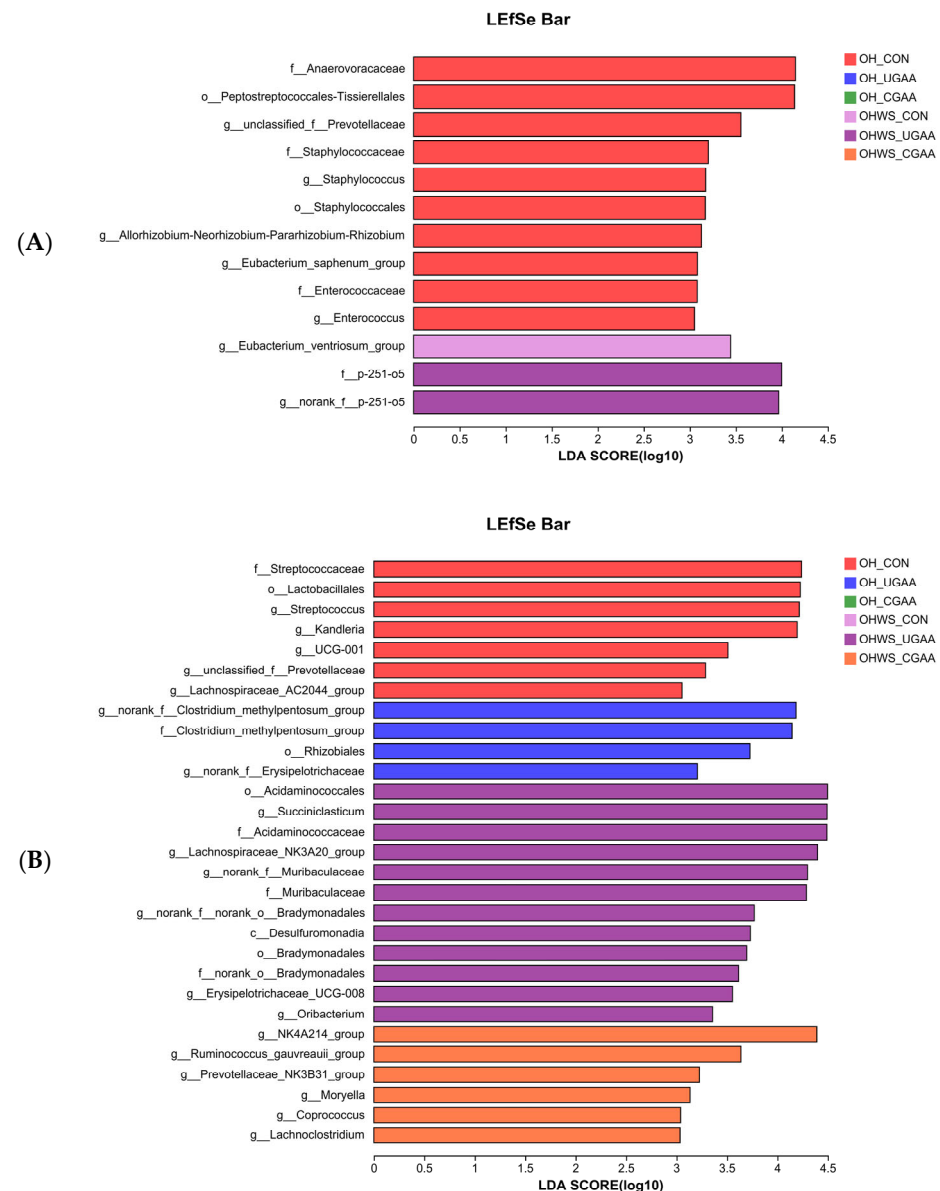 LEfSe Bar
(A)
f__Anaerovoracaceae
o__Peptostreptococcales-Tissierellales
g__unclassified_f__Prevotellaceae
f__Staphylococcaceae
g__Staphylococcus
o__Staphylococcales
g__Allorhizobium-Neorhizobium-Pararhizobium-Rhizobium
g__Eubacterium_saphenum_group
f__Enterococcaceae
g__Enterococcus
g__Eubacterium_ventriosum_group
f__p-251-o5
g__norank_f__p-251-o5
0 0.5 1 1.5 2 2.5 3 3.5 4 4.5
LDA SCORE(log10)
OH_CON
OH_UGAA
OH_CGAA
OHWS_CON
OHWS_UGAA
OHWS_CGAA
LEfSe Bar
(B)
f__Streptococcaceae
o__Lactobacillales
g__Streptococcus
g__Kandleria
g__UCG-001
g__unclassified_f__Prevotellaceae
g__Lachnospiraceae_AC2044_group
g__norank_f__Clostridium_methylpentosum_group
f__Clostridium_methylpentosum_group
o__Rhizobiales
g__norank_f__Erysipelotrichaceae
o__Acidaminococcales
g__Succiniclasticum
f__Acidaminococcaceae
g__Lachnospiraceae_NK3A20_group
g__norank_f__Muribaculaceae
f__Muribaculaceae
g__norank_f__norank_o__Bradymonadales
c__Desulfuromonadia
o__Bradymonadales
f__norank_o__Bradymonadales
g__Erysipelotrichaceae_UCG-008
g__Oribacterium
g__NK4A214_group
g__Ruminococcus_gauvreauii_group
g__Prevotellaceae_NK3B31_group
g__Moryella
g__Coprococcus
g__Lachnoclostridium
0 0.5 1 1.5 2 2.5 3 3.5 4 4.5
LDA SCORE(log10)
OH_CON
OH_UGAA
OH_CGAA
OHWS_CON
OHWS_UGAA
OHWS_CGAA